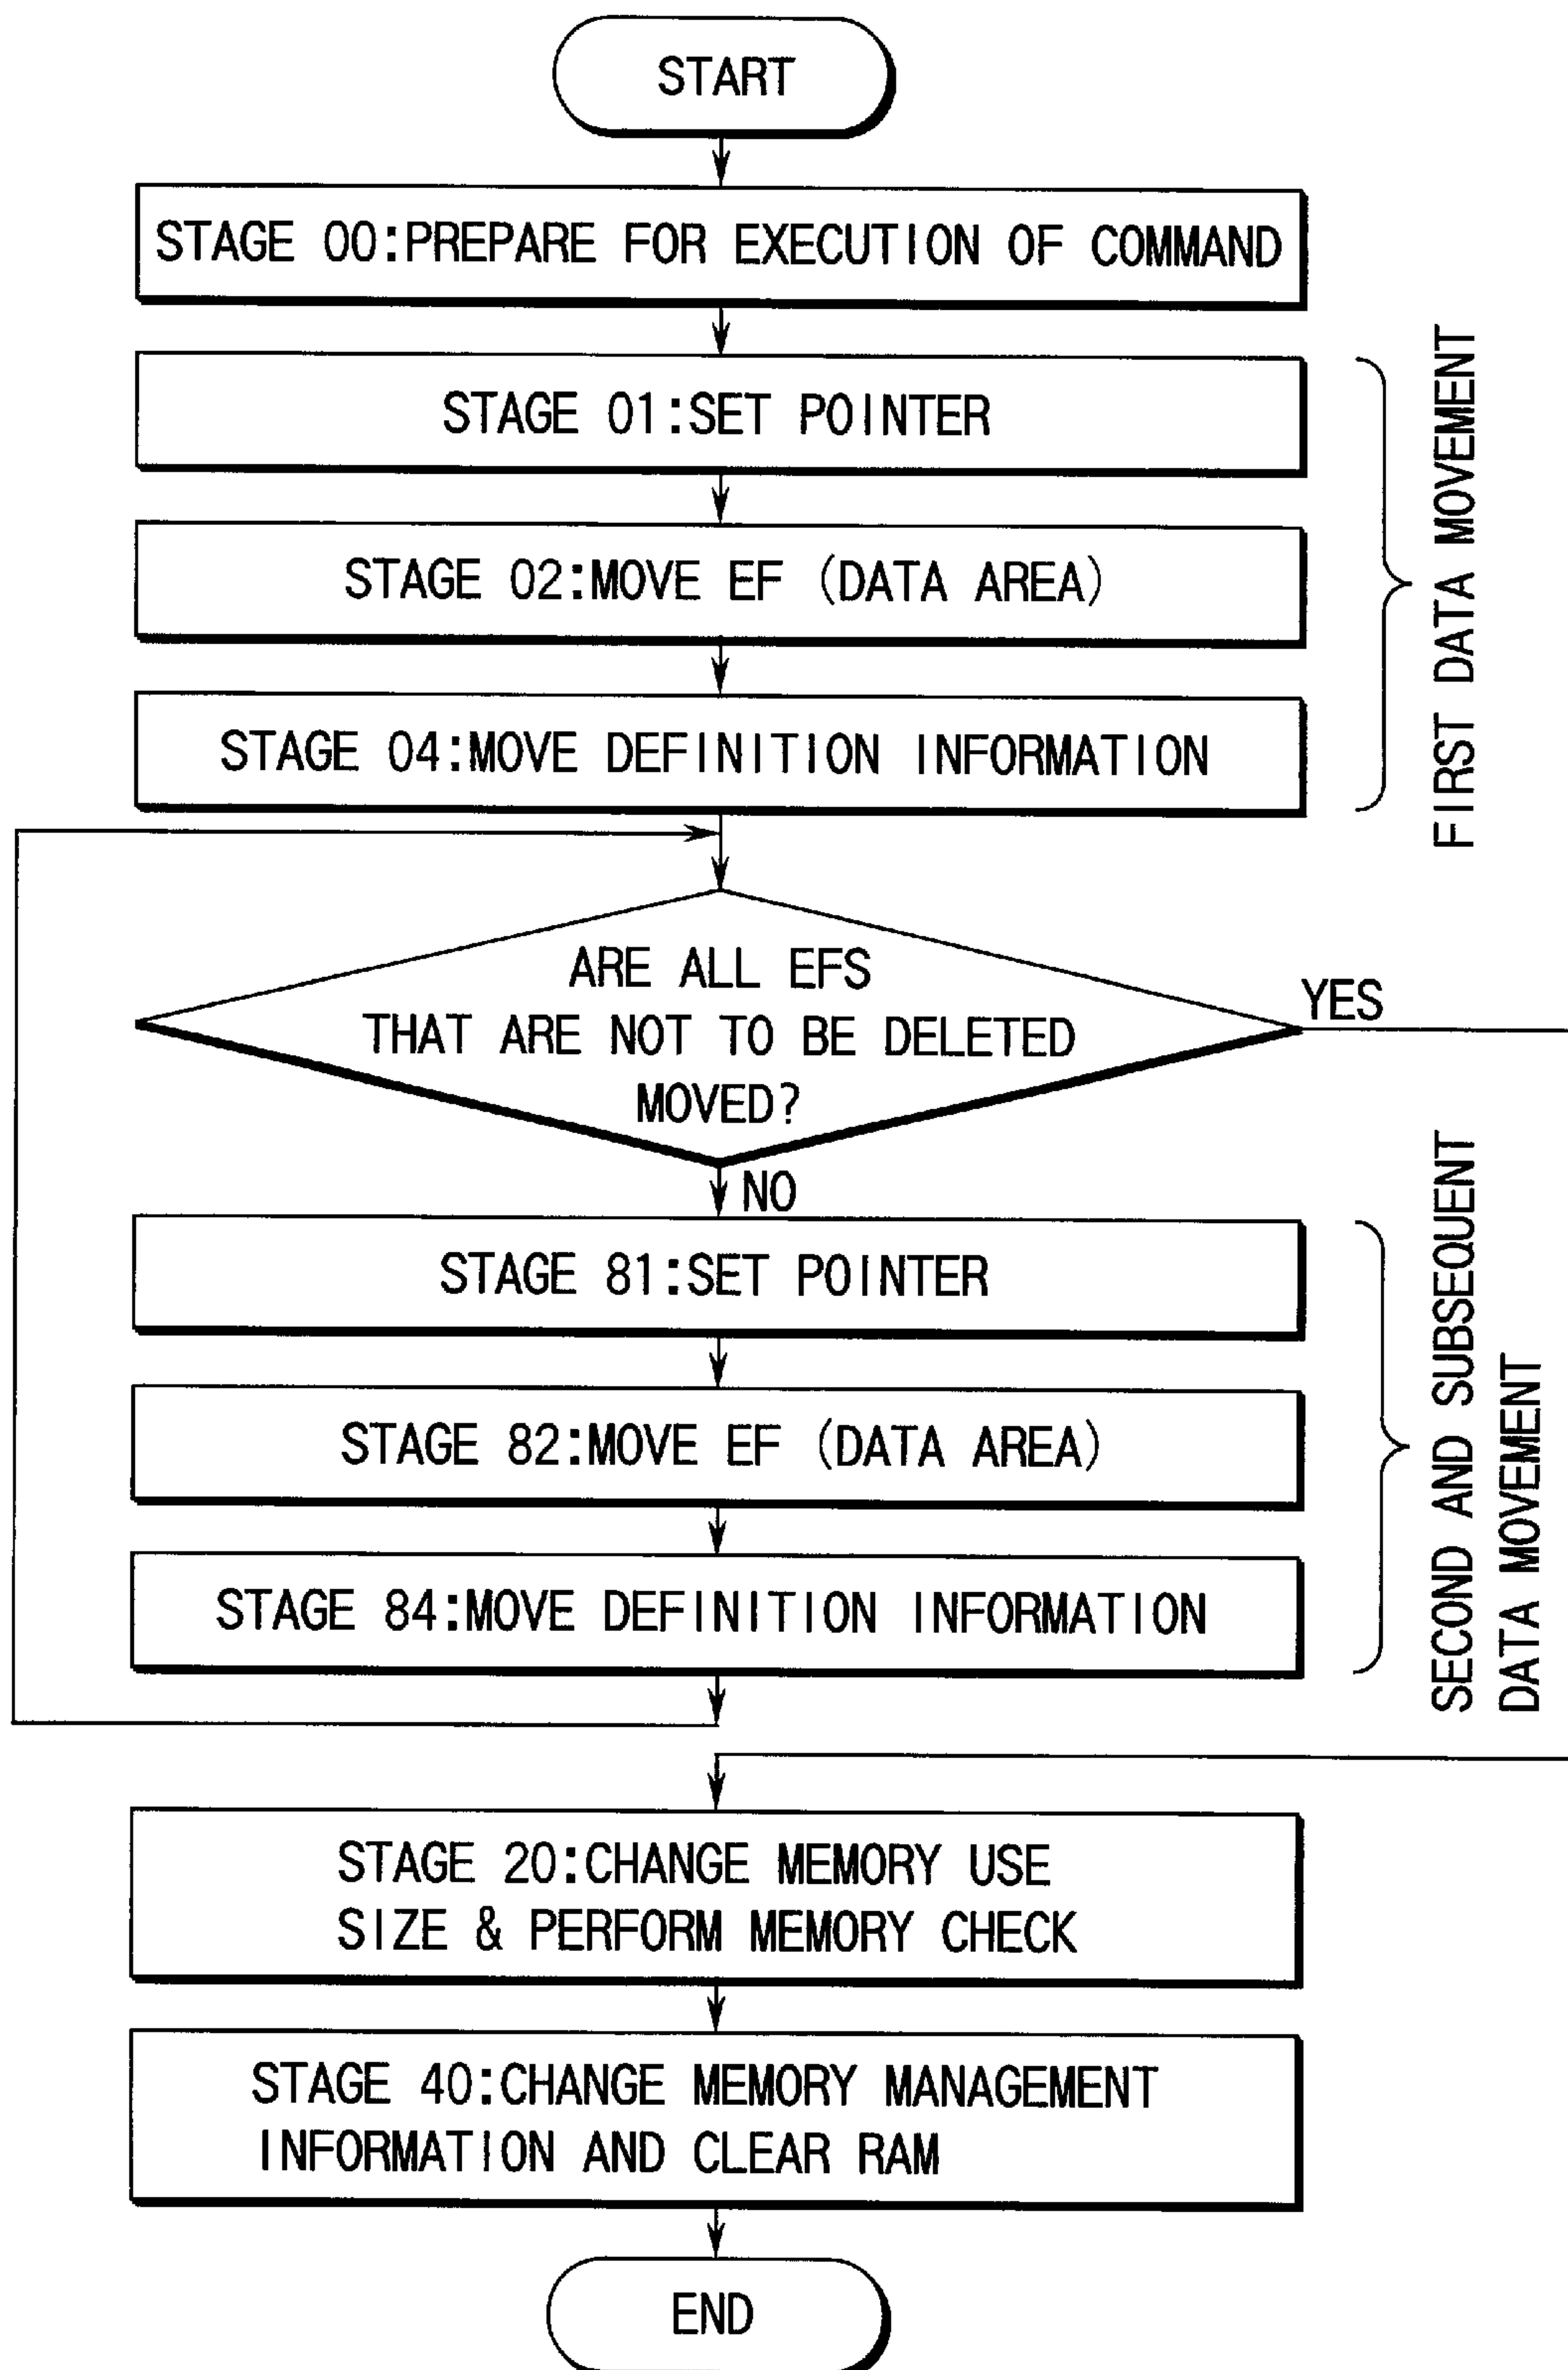 START
STAGE 00:PREPARE FOR EXECUTION OF COMMAND
STAGE 01:SET POINTER
STAGE 02:MOVE EF (DATA AREA)
STAGE 04:MOVE DEFINITION INFORMATION
FIRST DATA MOVEMENT
ARE ALL EFS
THAT ARE NOT TO BE DELETED
MOVED?
YES
NO
STAGE 81:SET POINTER
STAGE 82:MOVE EF (DATA AREA)
STAGE 84:MOVE DEFINITION INFORMATION
SECOND AND SUBSEQUENT
DATA MOVEMENT
STAGE 20:CHANGE MEMORY USE
SIZE & PERFORM MEMORY CHECK
STAGE 40:CHANGE MEMORY MANAGEMENT
INFORMATION AND CLEAR RAM
END